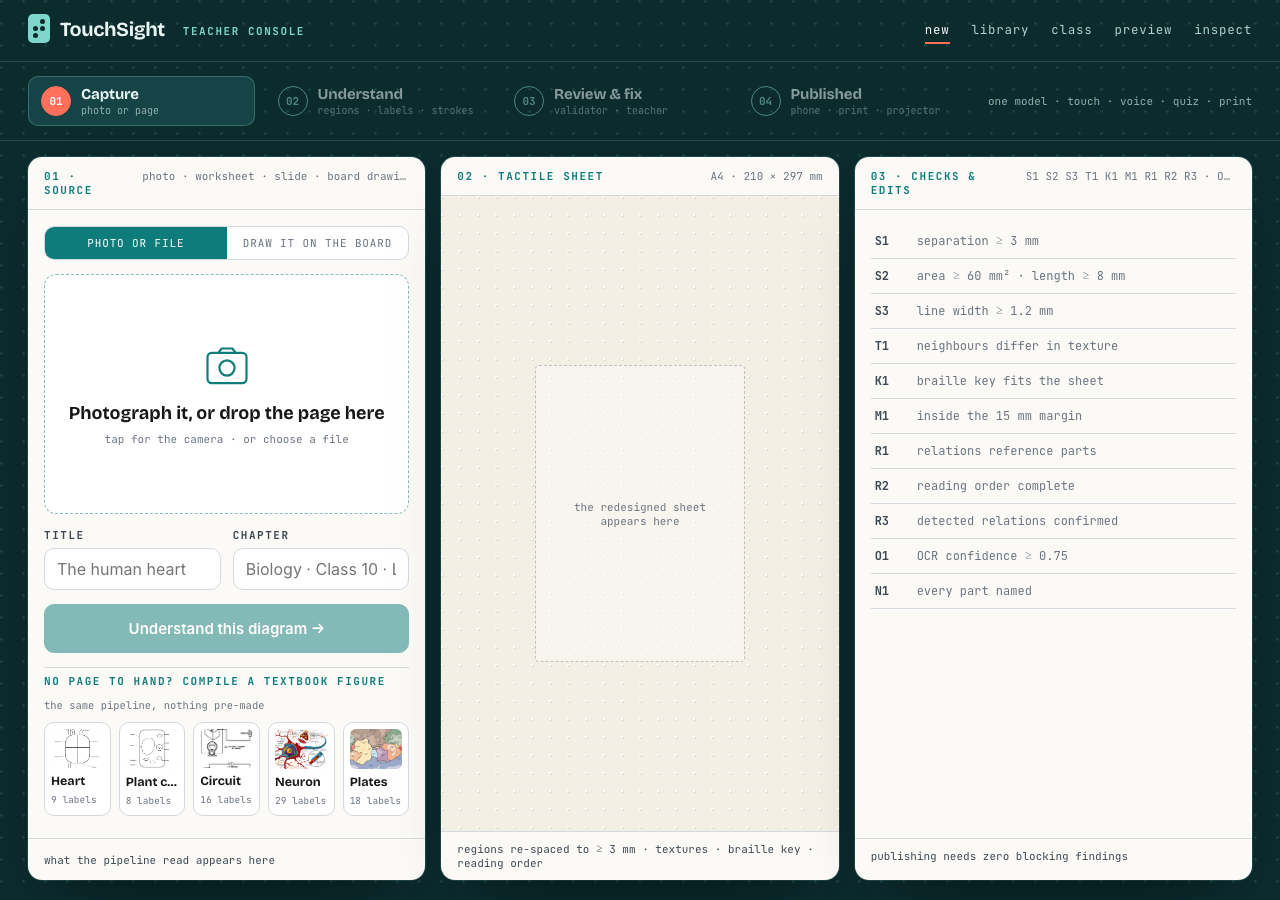 TouchSight TEACHER CONSOLE
new library class preview inspect
01 Capture
photo or page
02 Understand
regions · labels · strokes
03 Review & fix
validator · teacher
04 Published
phone · print · projector
one model · touch · voice · quiz · print
01 · SOURCE
photo · worksheet · slide · board drawi…
PHOTO OR FILE
DRAW IT ON THE BOARD
Photograph it, or drop the page here
tap for the camera · or choose a file
TITLE
CHAPTER
The human heart
Biology · Class 10 · L
Understand this diagram →
NO PAGE TO HAND? COMPILE A TEXTBOOK FIGURE
the same pipeline, nothing pre-made
Heart
9 labels
Plant c…
8 labels
Circuit
16 labels
Neuron
29 labels
Plates
18 labels
what the pipeline read appears here
02 · TACTILE SHEET
A4 · 210 × 297 mm
the redesigned sheet
appears here
regions re-spaced to ≥ 3 mm · textures · braille key ·
reading order
03 · CHECKS &
EDITS
S1 S2 S3 T1 K1 M1 R1 R2 R3 · O…
S1 separation ≥ 3 mm
S2 area ≥ 60 mm² · length ≥ 8 mm
S3 line width ≥ 1.2 mm
T1 neighbours differ in texture
K1 braille key fits the sheet
M1 inside the 15 mm margin
R1 relations reference parts
R2 reading order complete
R3 detected relations confirmed
O1 OCR confidence ≥ 0.75
N1 every part named
publishing needs zero blocking findings